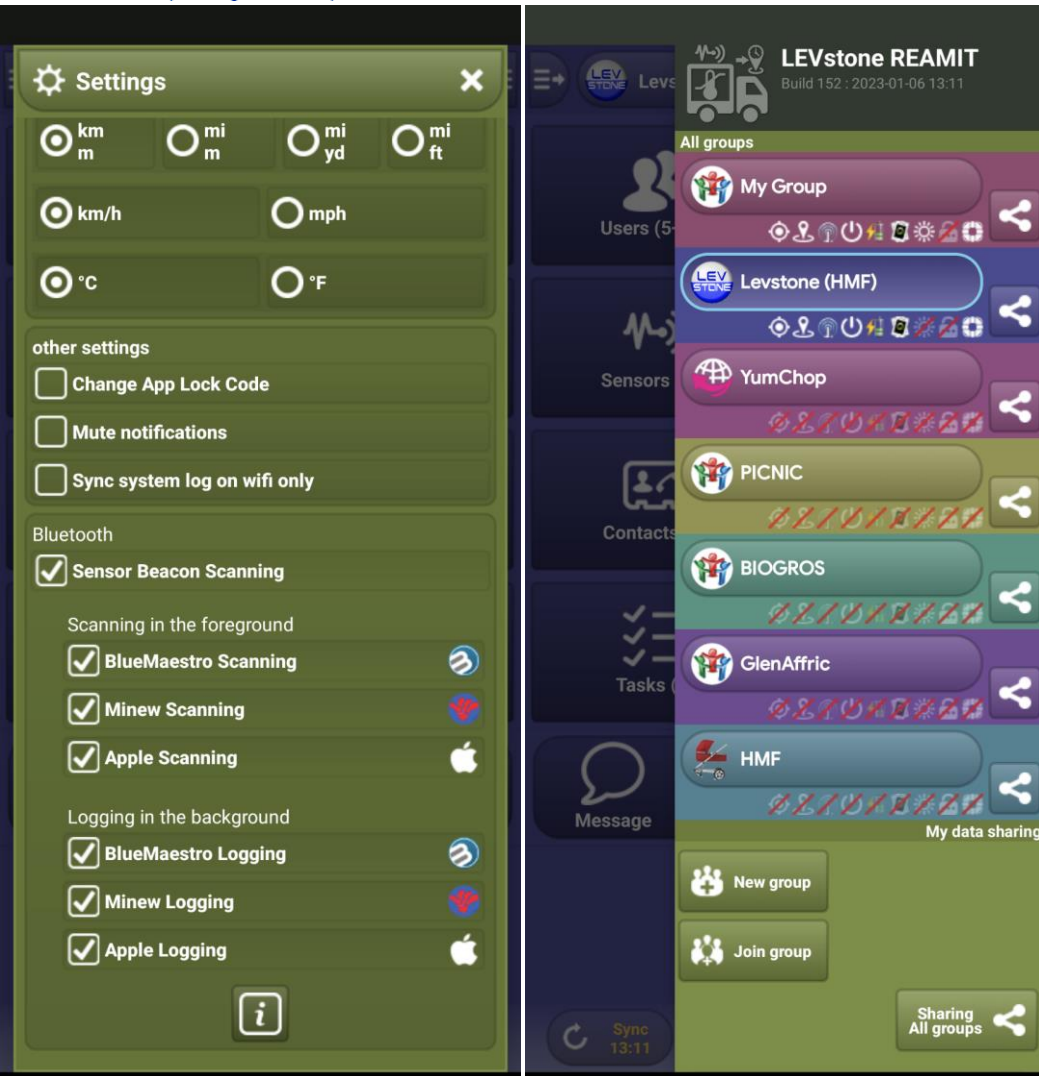 Settings
km
m
mi
m
mi
yd
mi
ft
km/h
mph
°C
°F
other settings
Change App Lock Code
Mute notifications
Sync system log on wifi only
Bluetooth
Sensor Beacon Scanning
Scanning in the foreground
BlueMaestro Scanning
Minew Scanning
Apple Scanning
Logging in the background
BlueMaestro Logging
Minew Logging
Apple Logging
i
LEV
STONE
Levs
Users (5
Sensors
Contacts
Tasks (
Message
Sync
13:11
LEVstone REAMIT
Build 152 : 2023-01-06 13:11
All groups
My Group
LEV
STONE
Levstone (HMF)
YumChop
PICNIC
BIOGROS
GlenAffric
HMF
My data sharing
New group
Join group
Sharing
All groups